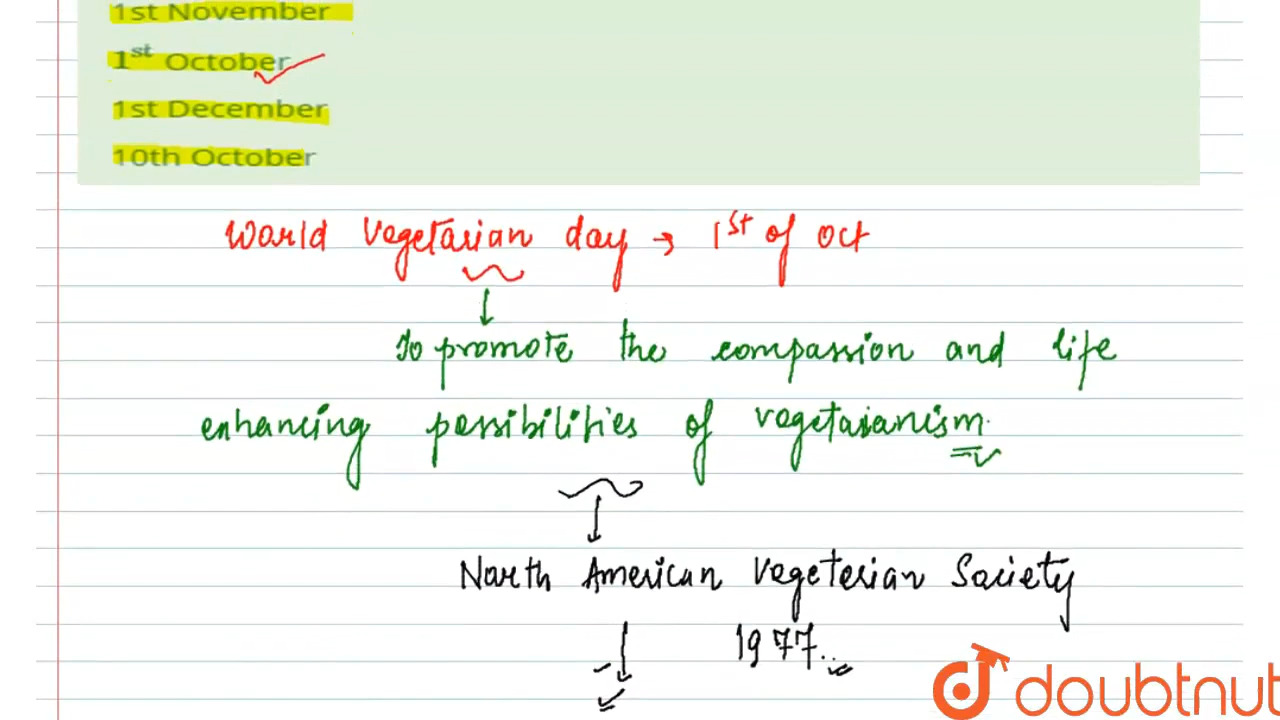 1st November
1st October
1st December
10th October
World Vegetarian day → 1st of oct
To promote the compassion and life
enhancing possibilities of vegetarianism.
North American Vegeterian Society
1977..
doubtnut